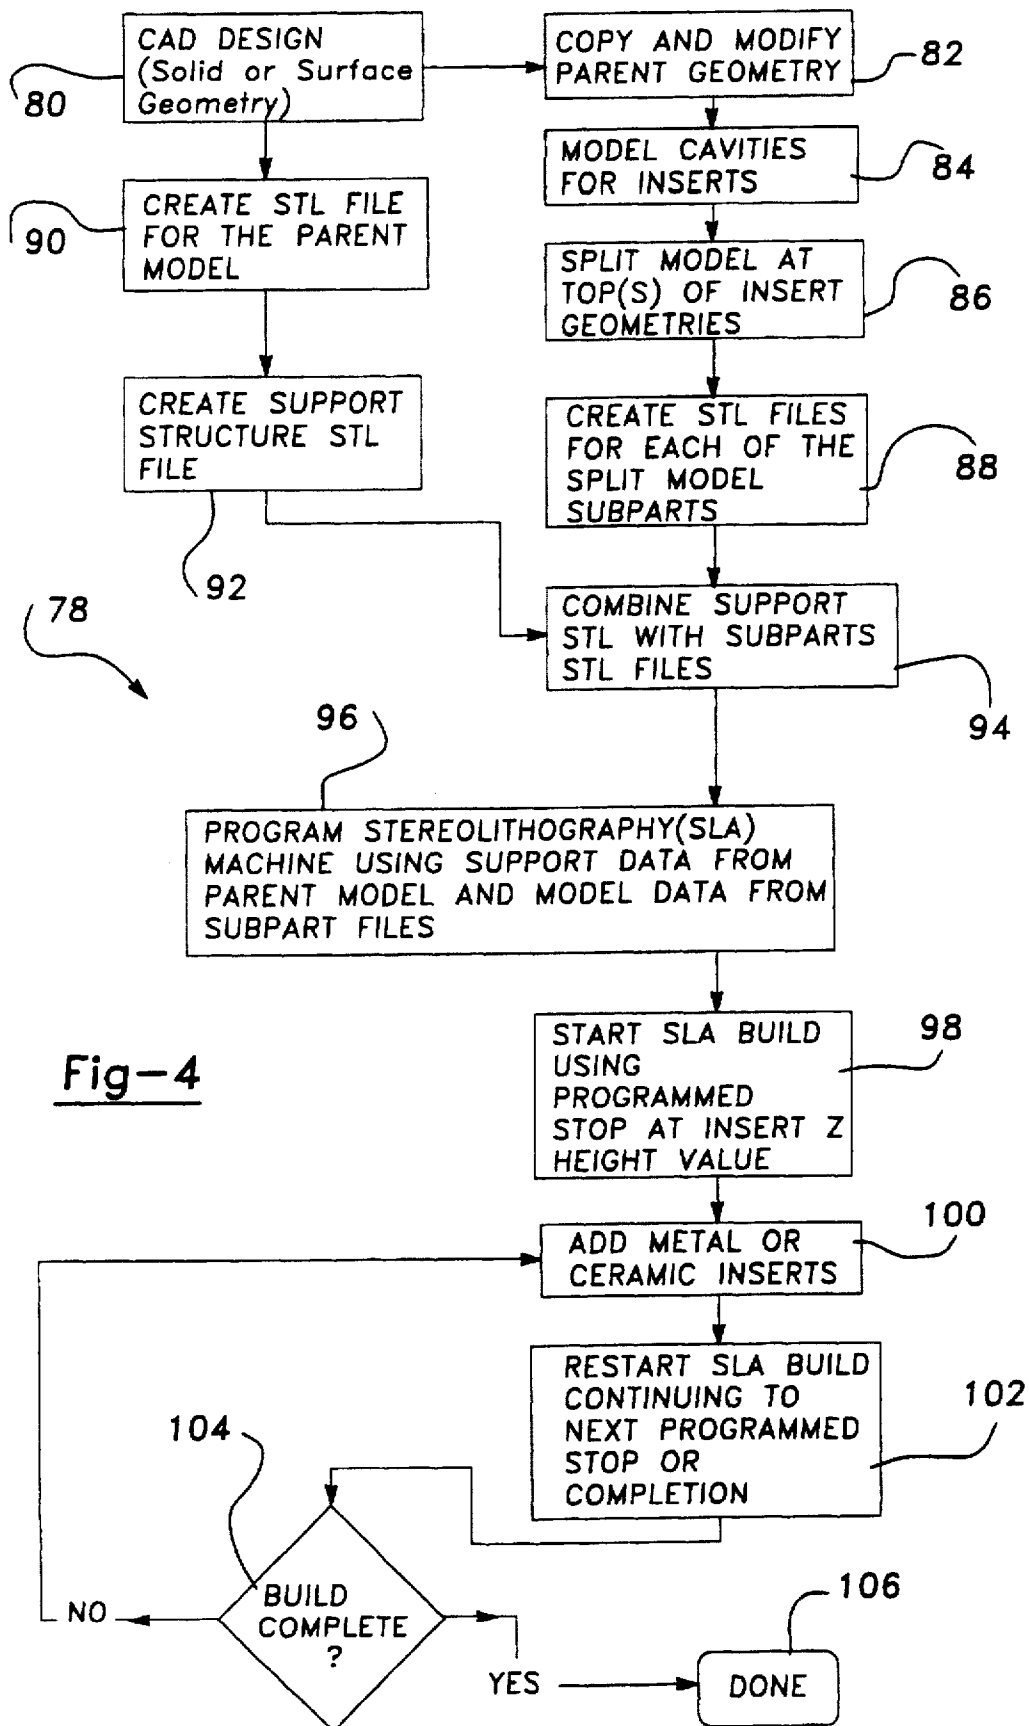 CAD DESIGN
(Solid or Surface
Geometry)
80
COPY AND MODIFY
PARENT GEOMETRY
82
MODEL CAVITIES
FOR INSERTS
84
CREATE STL FILE
FOR THE PARENT
MODEL
90
SPLIT MODEL AT
TOP(S) OF INSERT
GEOMETRIES
86
CREATE SUPPORT
STRUCTURE STL
FILE
92
CREATE STL FILES
FOR EACH OF THE
SPLIT MODEL
SUBPARTS
88
78
COMBINE SUPPORT
STL WITH SUBPARTS
STL FILES
94
96
PROGRAM STEREOLITHOGRAPHY(SLA)
MACHINE USING SUPPORT DATA FROM
PARENT MODEL AND MODEL DATA FROM
SUBPART FILES
Fig-4
START SLA BUILD
USING
PROGRAMMED
STOP AT INSERT Z
HEIGHT VALUE
98
ADD METAL OR
CERAMIC INSERTS
100
RESTART SLA BUILD
CONTINUING TO
NEXT PROGRAMMED
STOP OR
COMPLETION
102
104
BUILD
COMPLETE
?
NO
YES
DONE
106